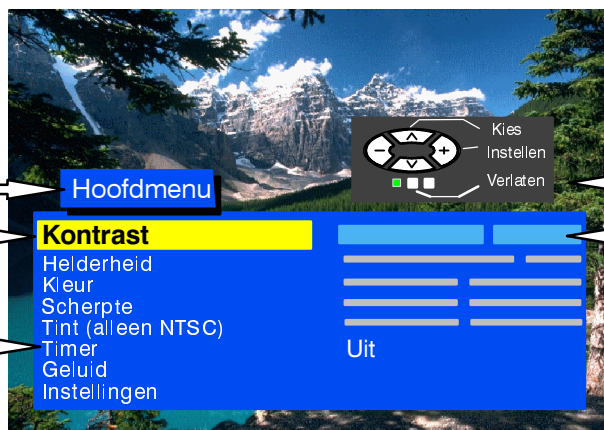 Kies
Instellen
Verlaten
Hoofdmenu
Kontrast
Helderheid
Kleur
Scherpte
Tint (alleen NTSC)
Timer
Uit
Geluid
Instellingen